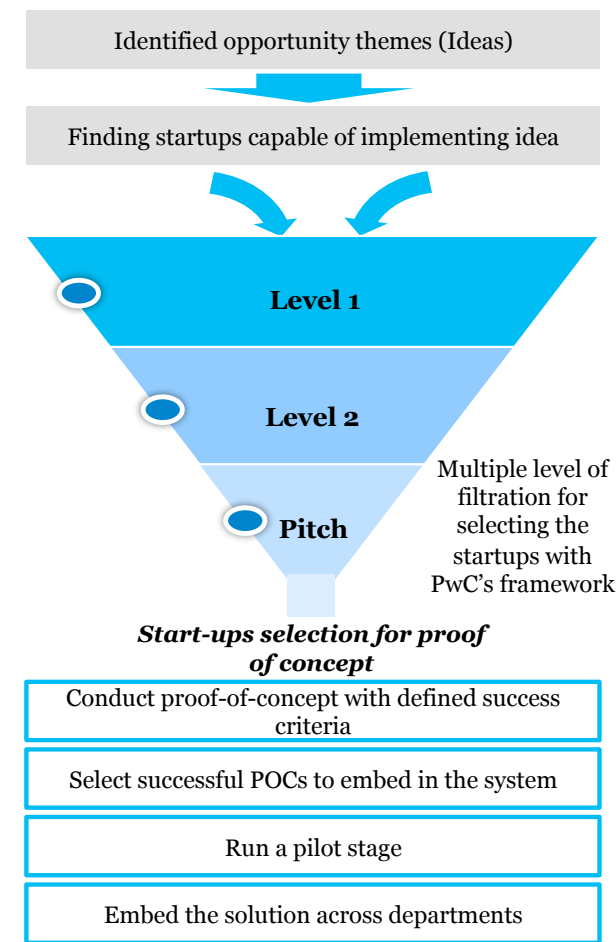 Identified opportunity themes (Ideas)
Finding startups capable of implementing idea
Level 1
Level 2
Pitch
Multiple level of
filtration for
selecting the
startups with
PwC's framework
Start-ups selection for proof
of concept
Conduct proof-of-concept with defined success
criteria
Select successful POCs to embed in the system
Run a pilot stage
Embed the solution across departments